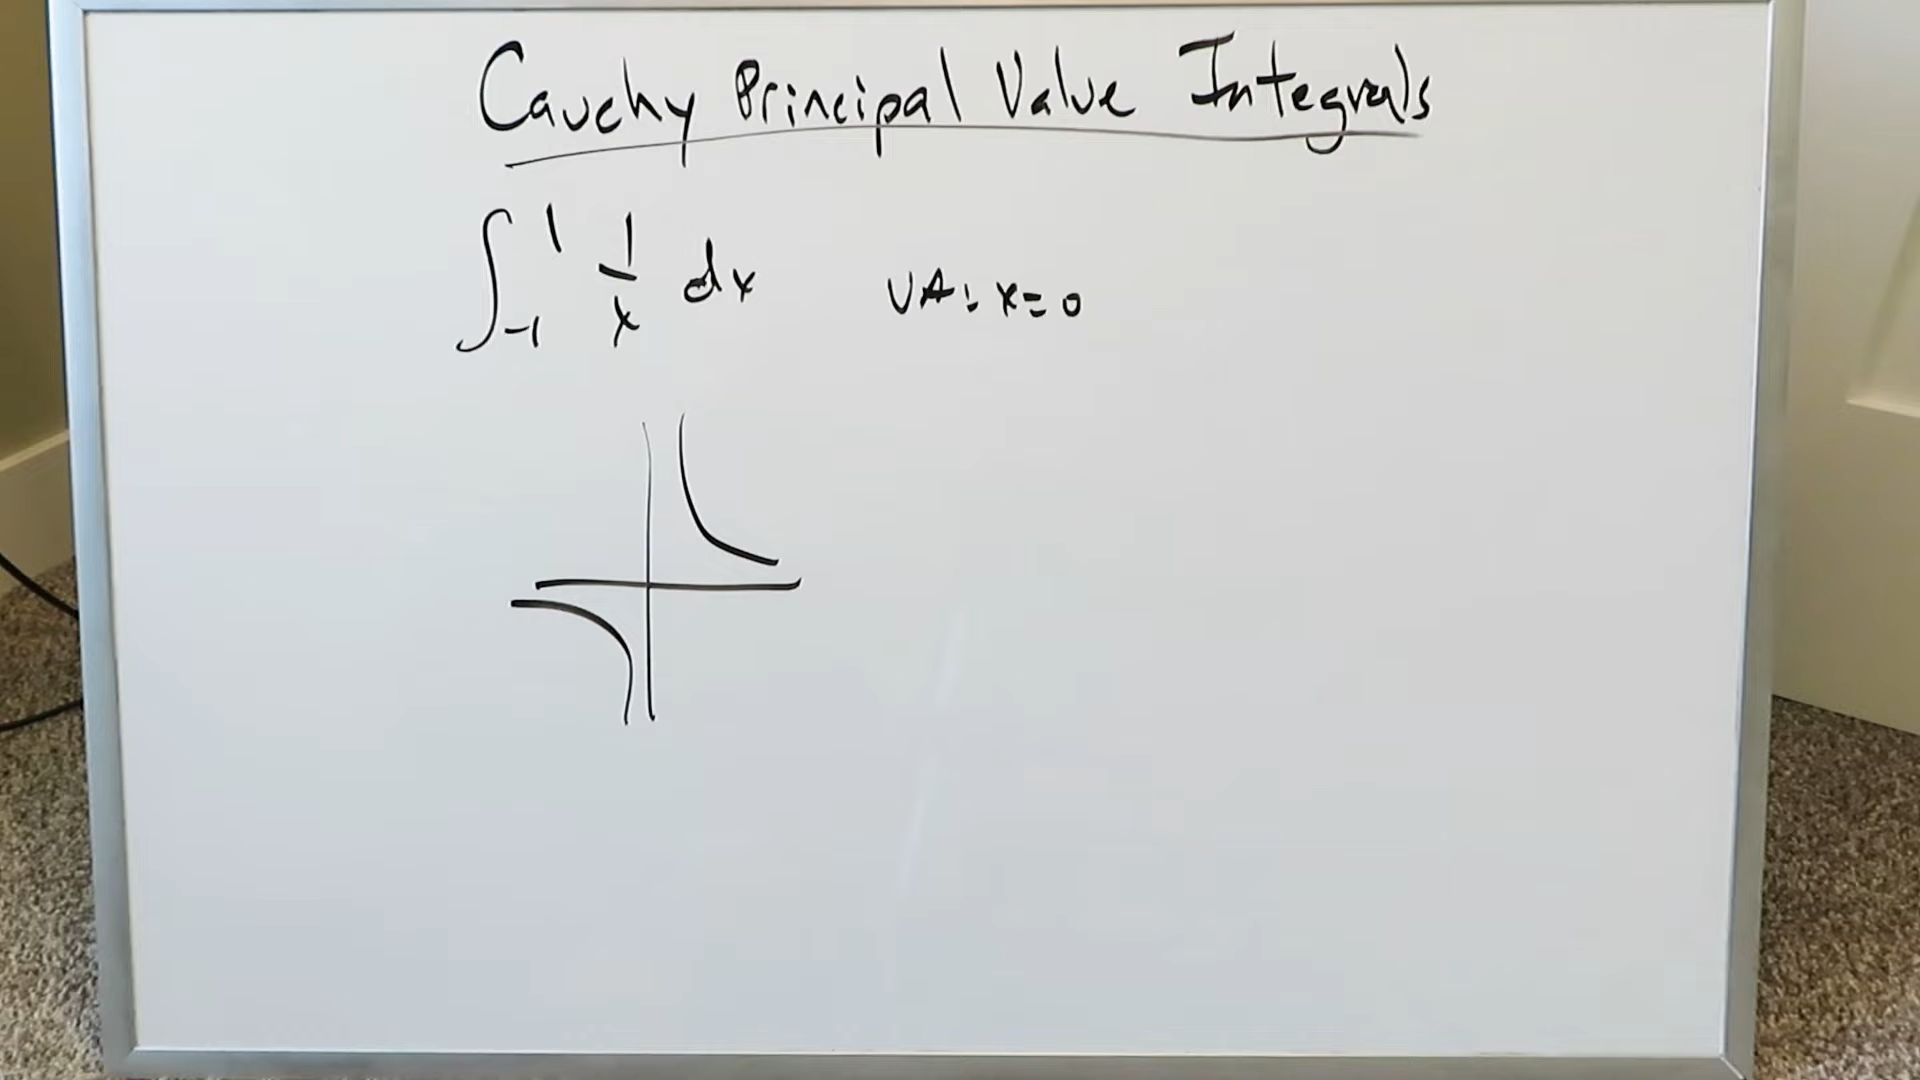 Cauchy Principal Value Integrals
∫₋₁¹ 1/x dx VA: x=0